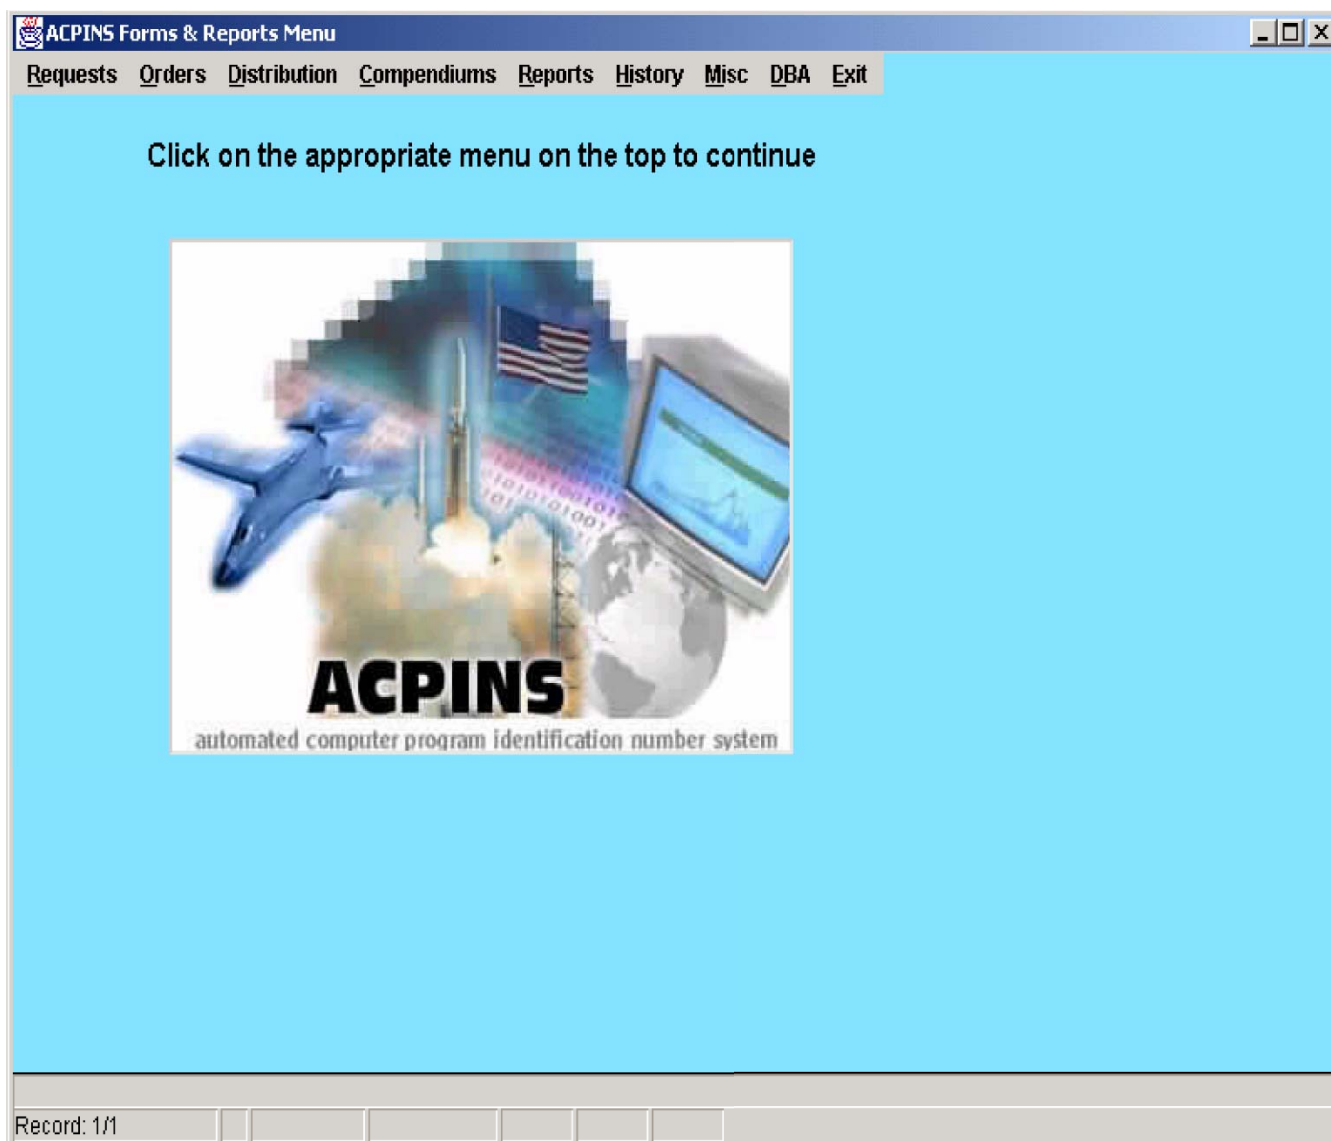 ACPINS Forms & Reports Menu
Requests Orders Distribution Compendiums Reports History Misc DBA Exit
Click on the appropriate menu on the top to continue
ACPINS
automated computer program identification number system
Record: 1/1